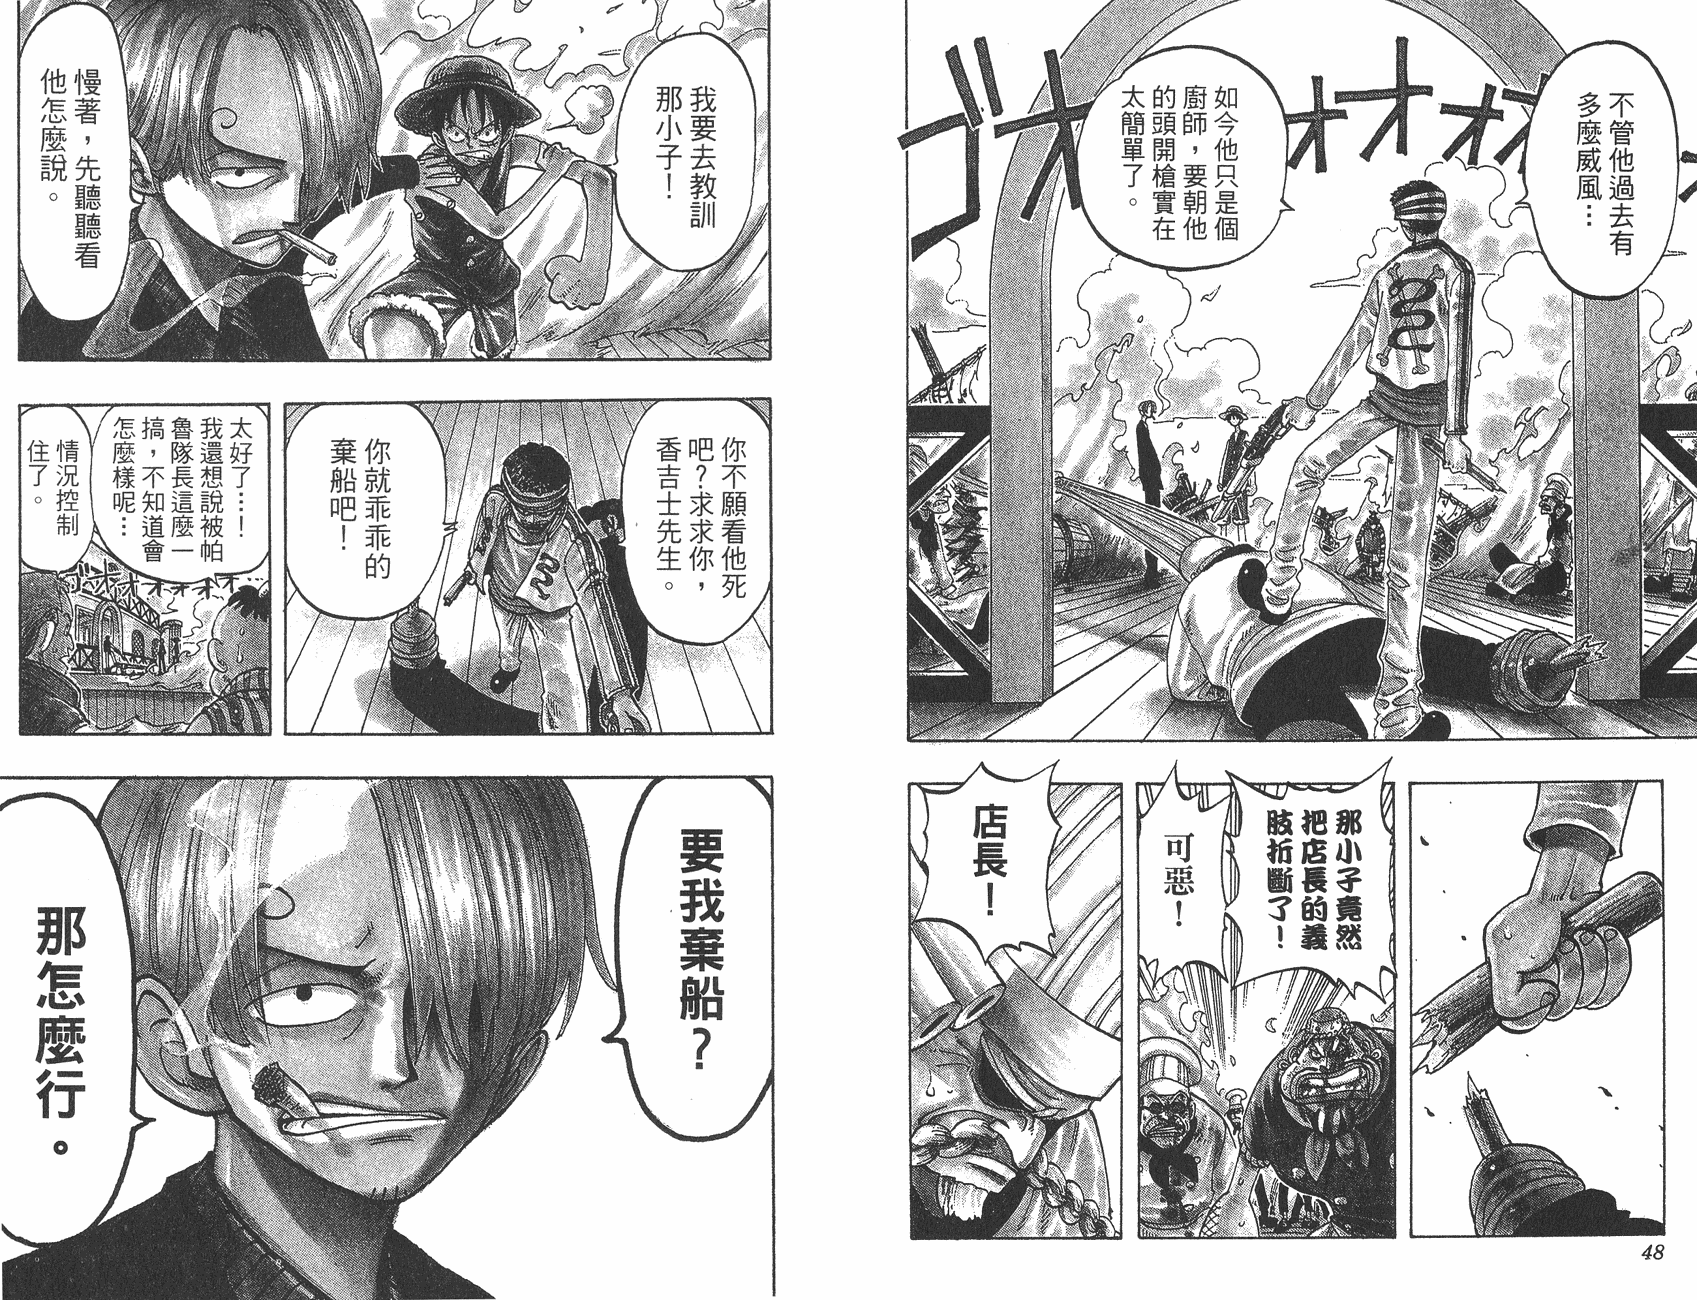 不管他過去有
多麼威風…
如今他只是個
廚師，要朝他
的頭開槍實在
太簡單了。
ゴオオオオオオ
那小子竟然
把店長的義
肢折斷了！
可惡！
店長！
48
我要去教訓
那小子！
慢著，先聽聽看
他怎麼說。
你不願看他死
吧？求求你，
香吉士先生。
你就乖乖的
棄船吧！
太好了…！
我還想說被帕
魯隊長這麼一
搞，不知道會
怎麼樣呢…
情況控制
住了。
ゴオオオオ
要我棄船？
那怎麼行。